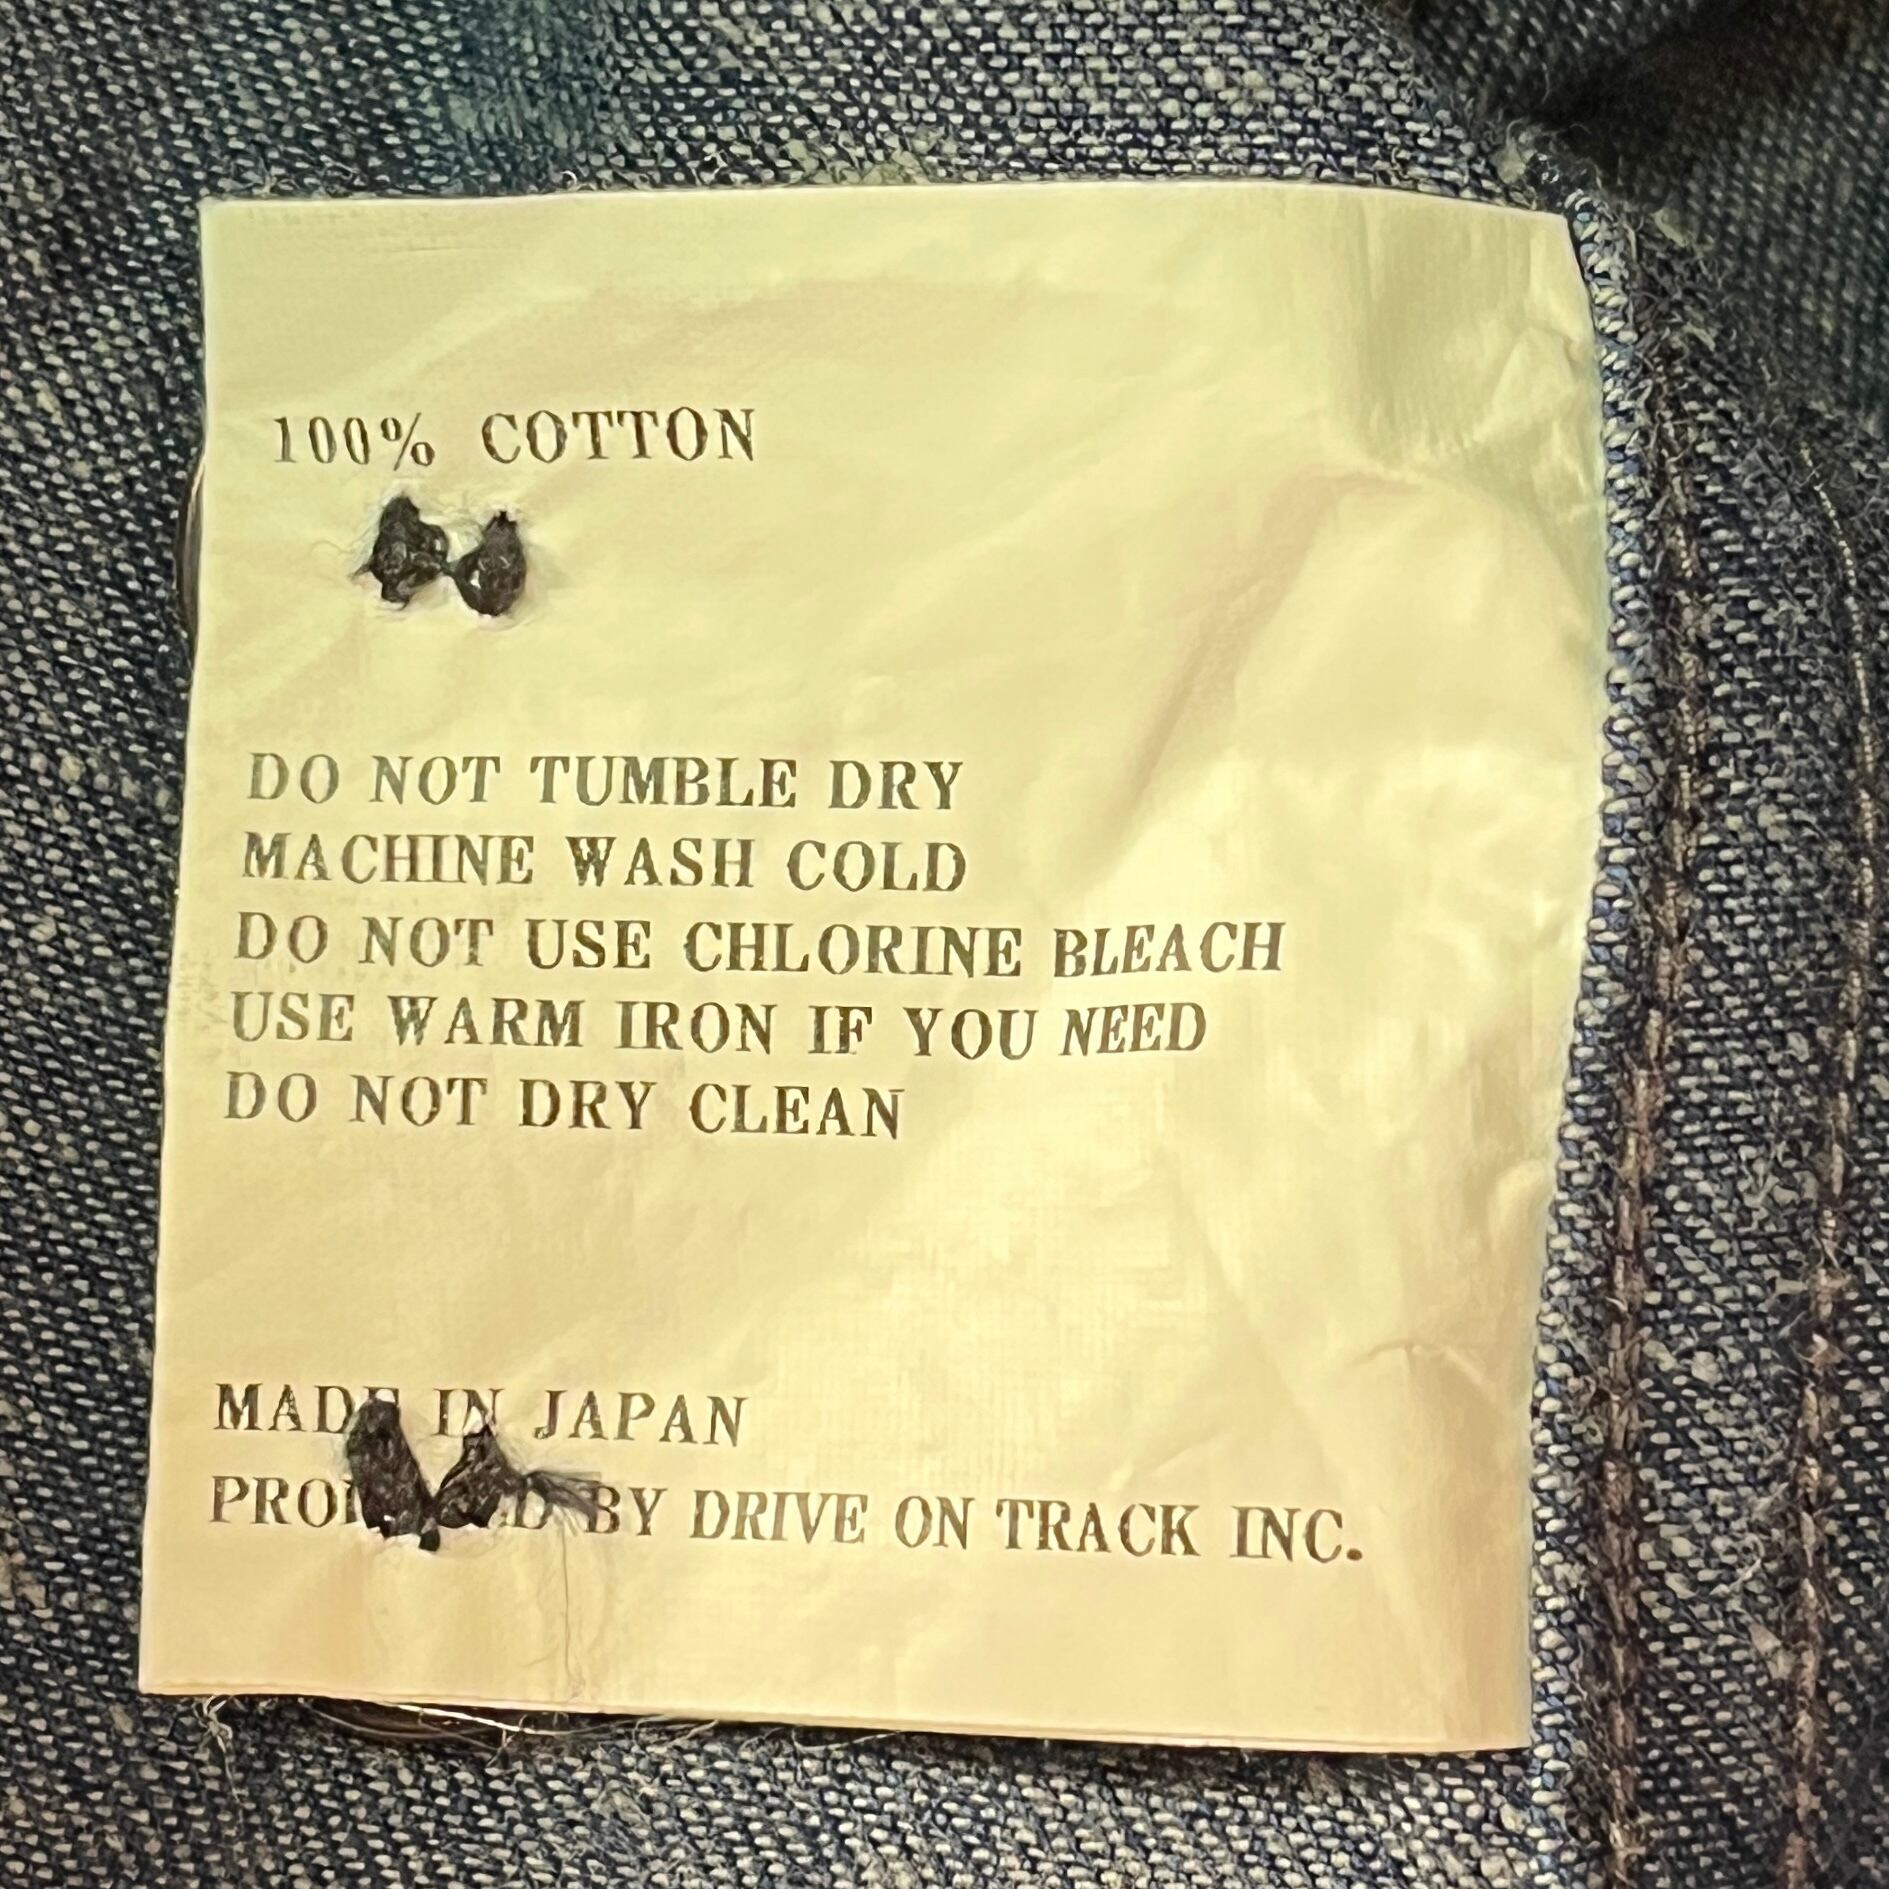 100% COTTON
DO NOT TUMBLE DRY
MACHINE WASH COLD
DO NOT USE CHLORINE BLEACH
USE WARM IRON IF YOU NEED
DO NOT DRY CLEAN
MADE IN JAPAN
BY DRIVE ON TRACK INC.